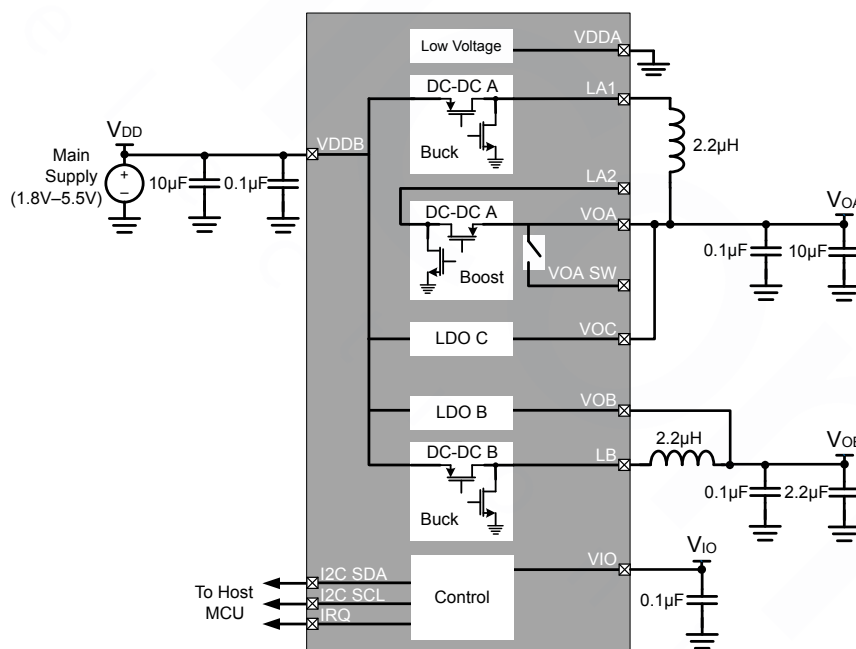 Low Voltage
VDDA
DC-DC A
LA1
Buck
2.2µH
VDD
VDDB
Main
Supply
(1.8V–5.5V)
+
–
10µF
0.1µF
LA2
DC-DC A
VOA
VOA
Boost
VOA SW
0.1µF
10µF
LDO C
VOC
LDO B
VOB
DC-DC B
LB
2.2µH
VOB
Buck
0.1µF
2.2µF
VIO
VIO
0.1µF
To Host
MCU
I2C SDA
I2C SCL
IRQ
Control